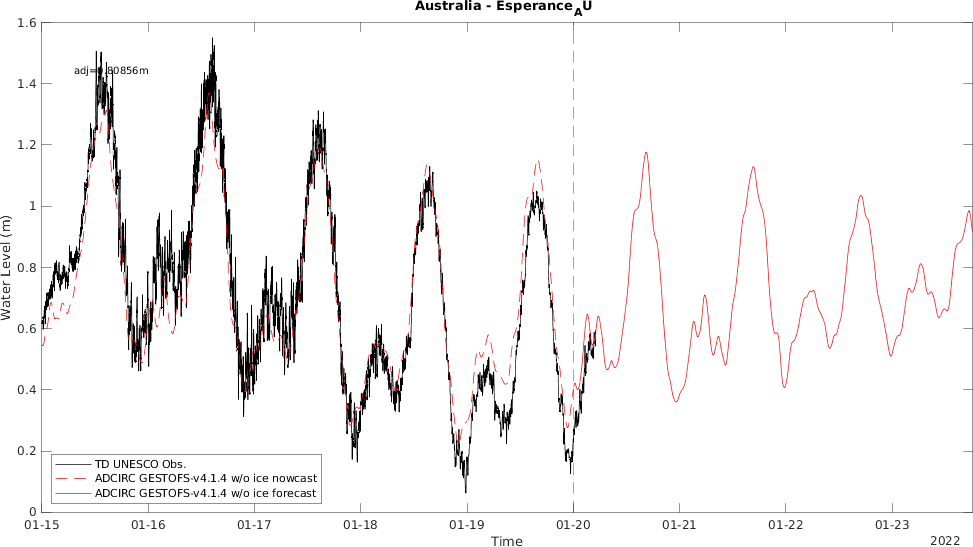 Australia - Esperance_AU
1.6
1.4
1.2
1
0.8
0.6
0.4
0.2
0
Water Level (m)
adj=0.80856m
TD UNESCO Obs.
ADCIRC GESTOFS-v4.1.4 w/o ice nowcast
ADCIRC GESTOFS-v4.1.4 w/o ice forecast
01-15 01-16 01-17 01-18 01-19 01-20 01-21 01-22 01-23
Time
2022